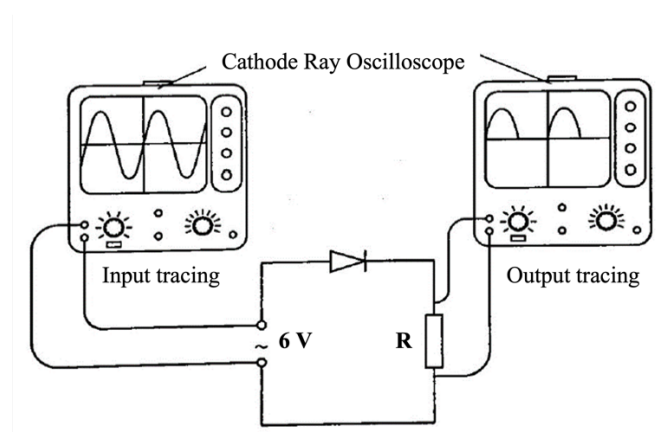 Cathode Ray Oscilloscope
Input tracing
Output tracing
~ 6 V
R